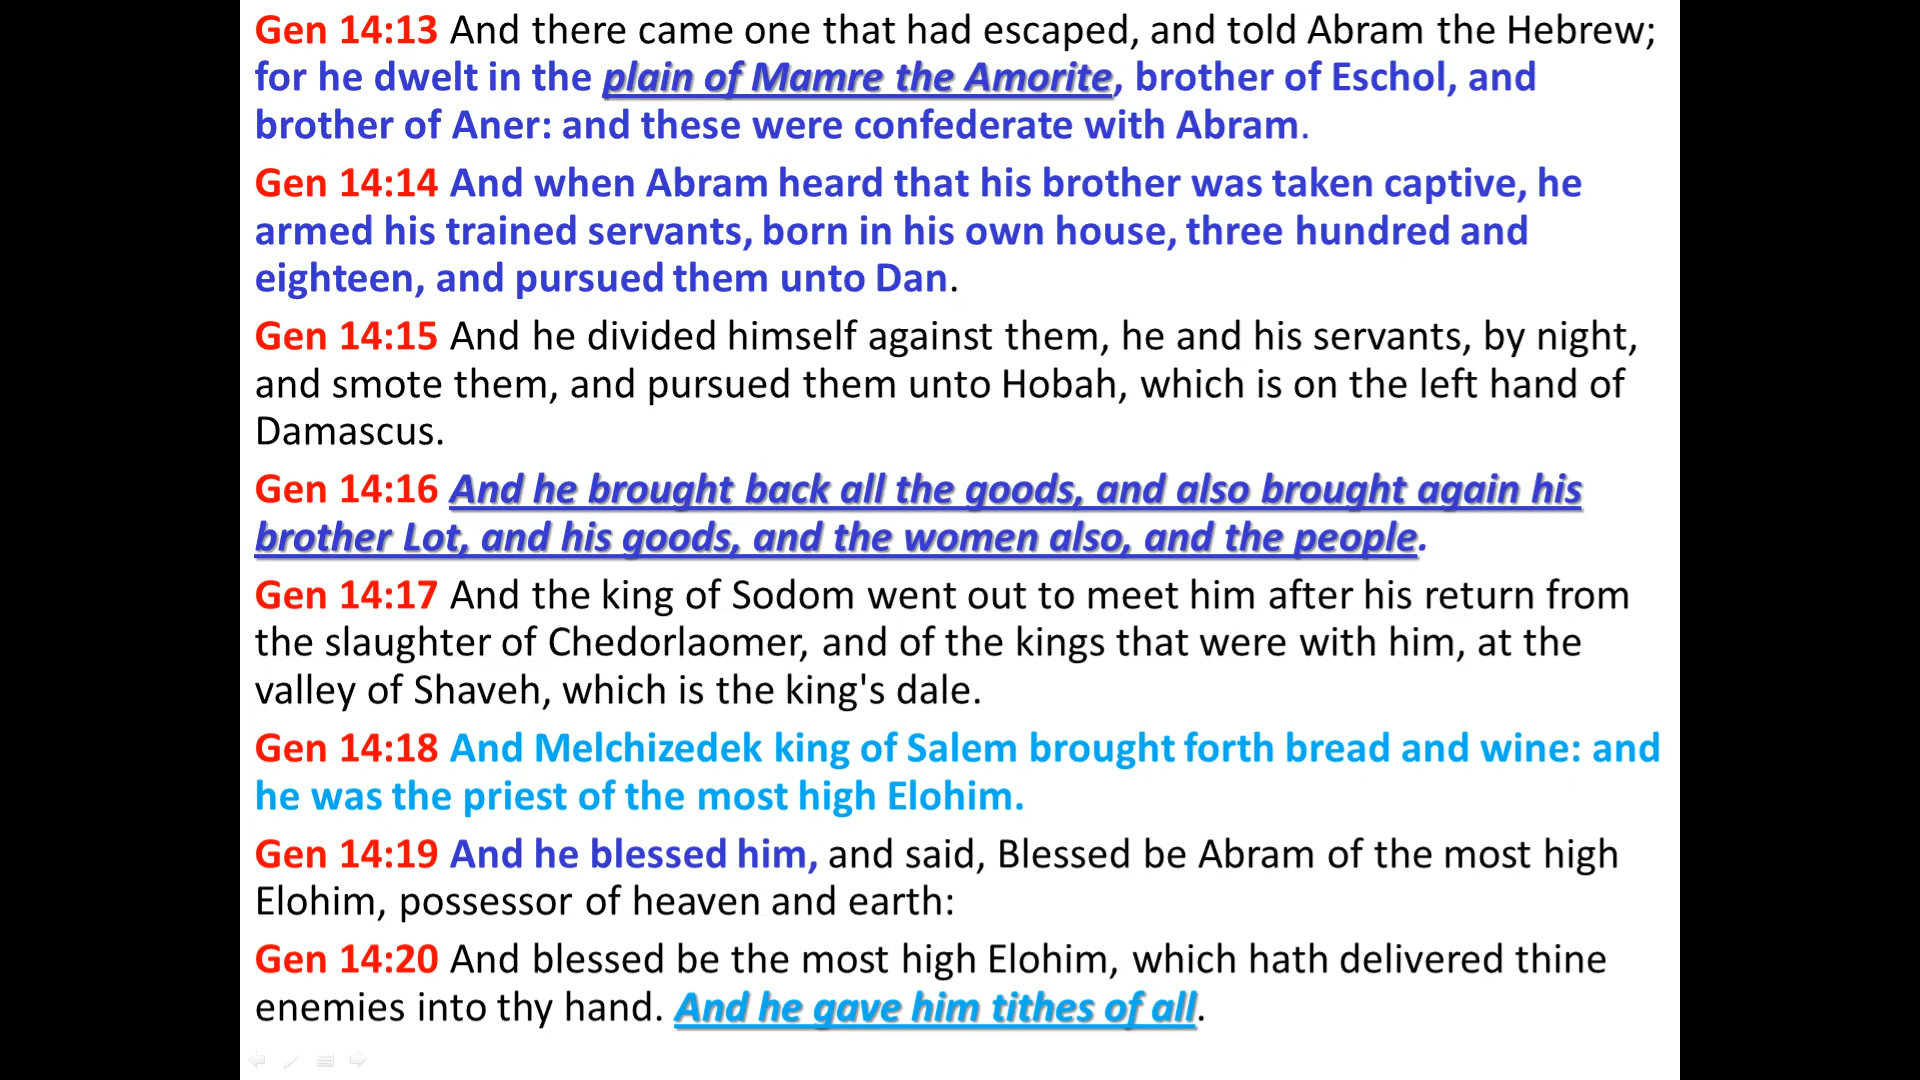 Gen 14:13 And there came one that had escaped, and told Abram the Hebrew;
for he dwelt in the plain of Mamre the Amorite, brother of Eschol, and
brother of Aner: and these were confederate with Abram.
Gen 14:14 And when Abram heard that his brother was taken captive, he
armed his trained servants, born in his own house, three hundred and
eighteen, and pursued them unto Dan.
Gen 14:15 And he divided himself against them, he and his servants, by night,
and smote them, and pursued them unto Hobah, which is on the left hand of
Damascus.
Gen 14:16 And he brought back all the goods, and also brought again his
brother Lot, and his goods, and the women also, and the people.
Gen 14:17 And the king of Sodom went out to meet him after his return from
the slaughter of Chedorlaomer, and of the kings that were with him, at the
valley of Shaveh, which is the king's dale.
Gen 14:18 And Melchizedek king of Salem brought forth bread and wine: and
he was the priest of the most high Elohim.
Gen 14:19 And he blessed him, and said, Blessed be Abram of the most high
Elohim, possessor of heaven and earth:
Gen 14:20 And blessed be the most high Elohim, which hath delivered thine
enemies into thy hand. And he gave him tithes of all.